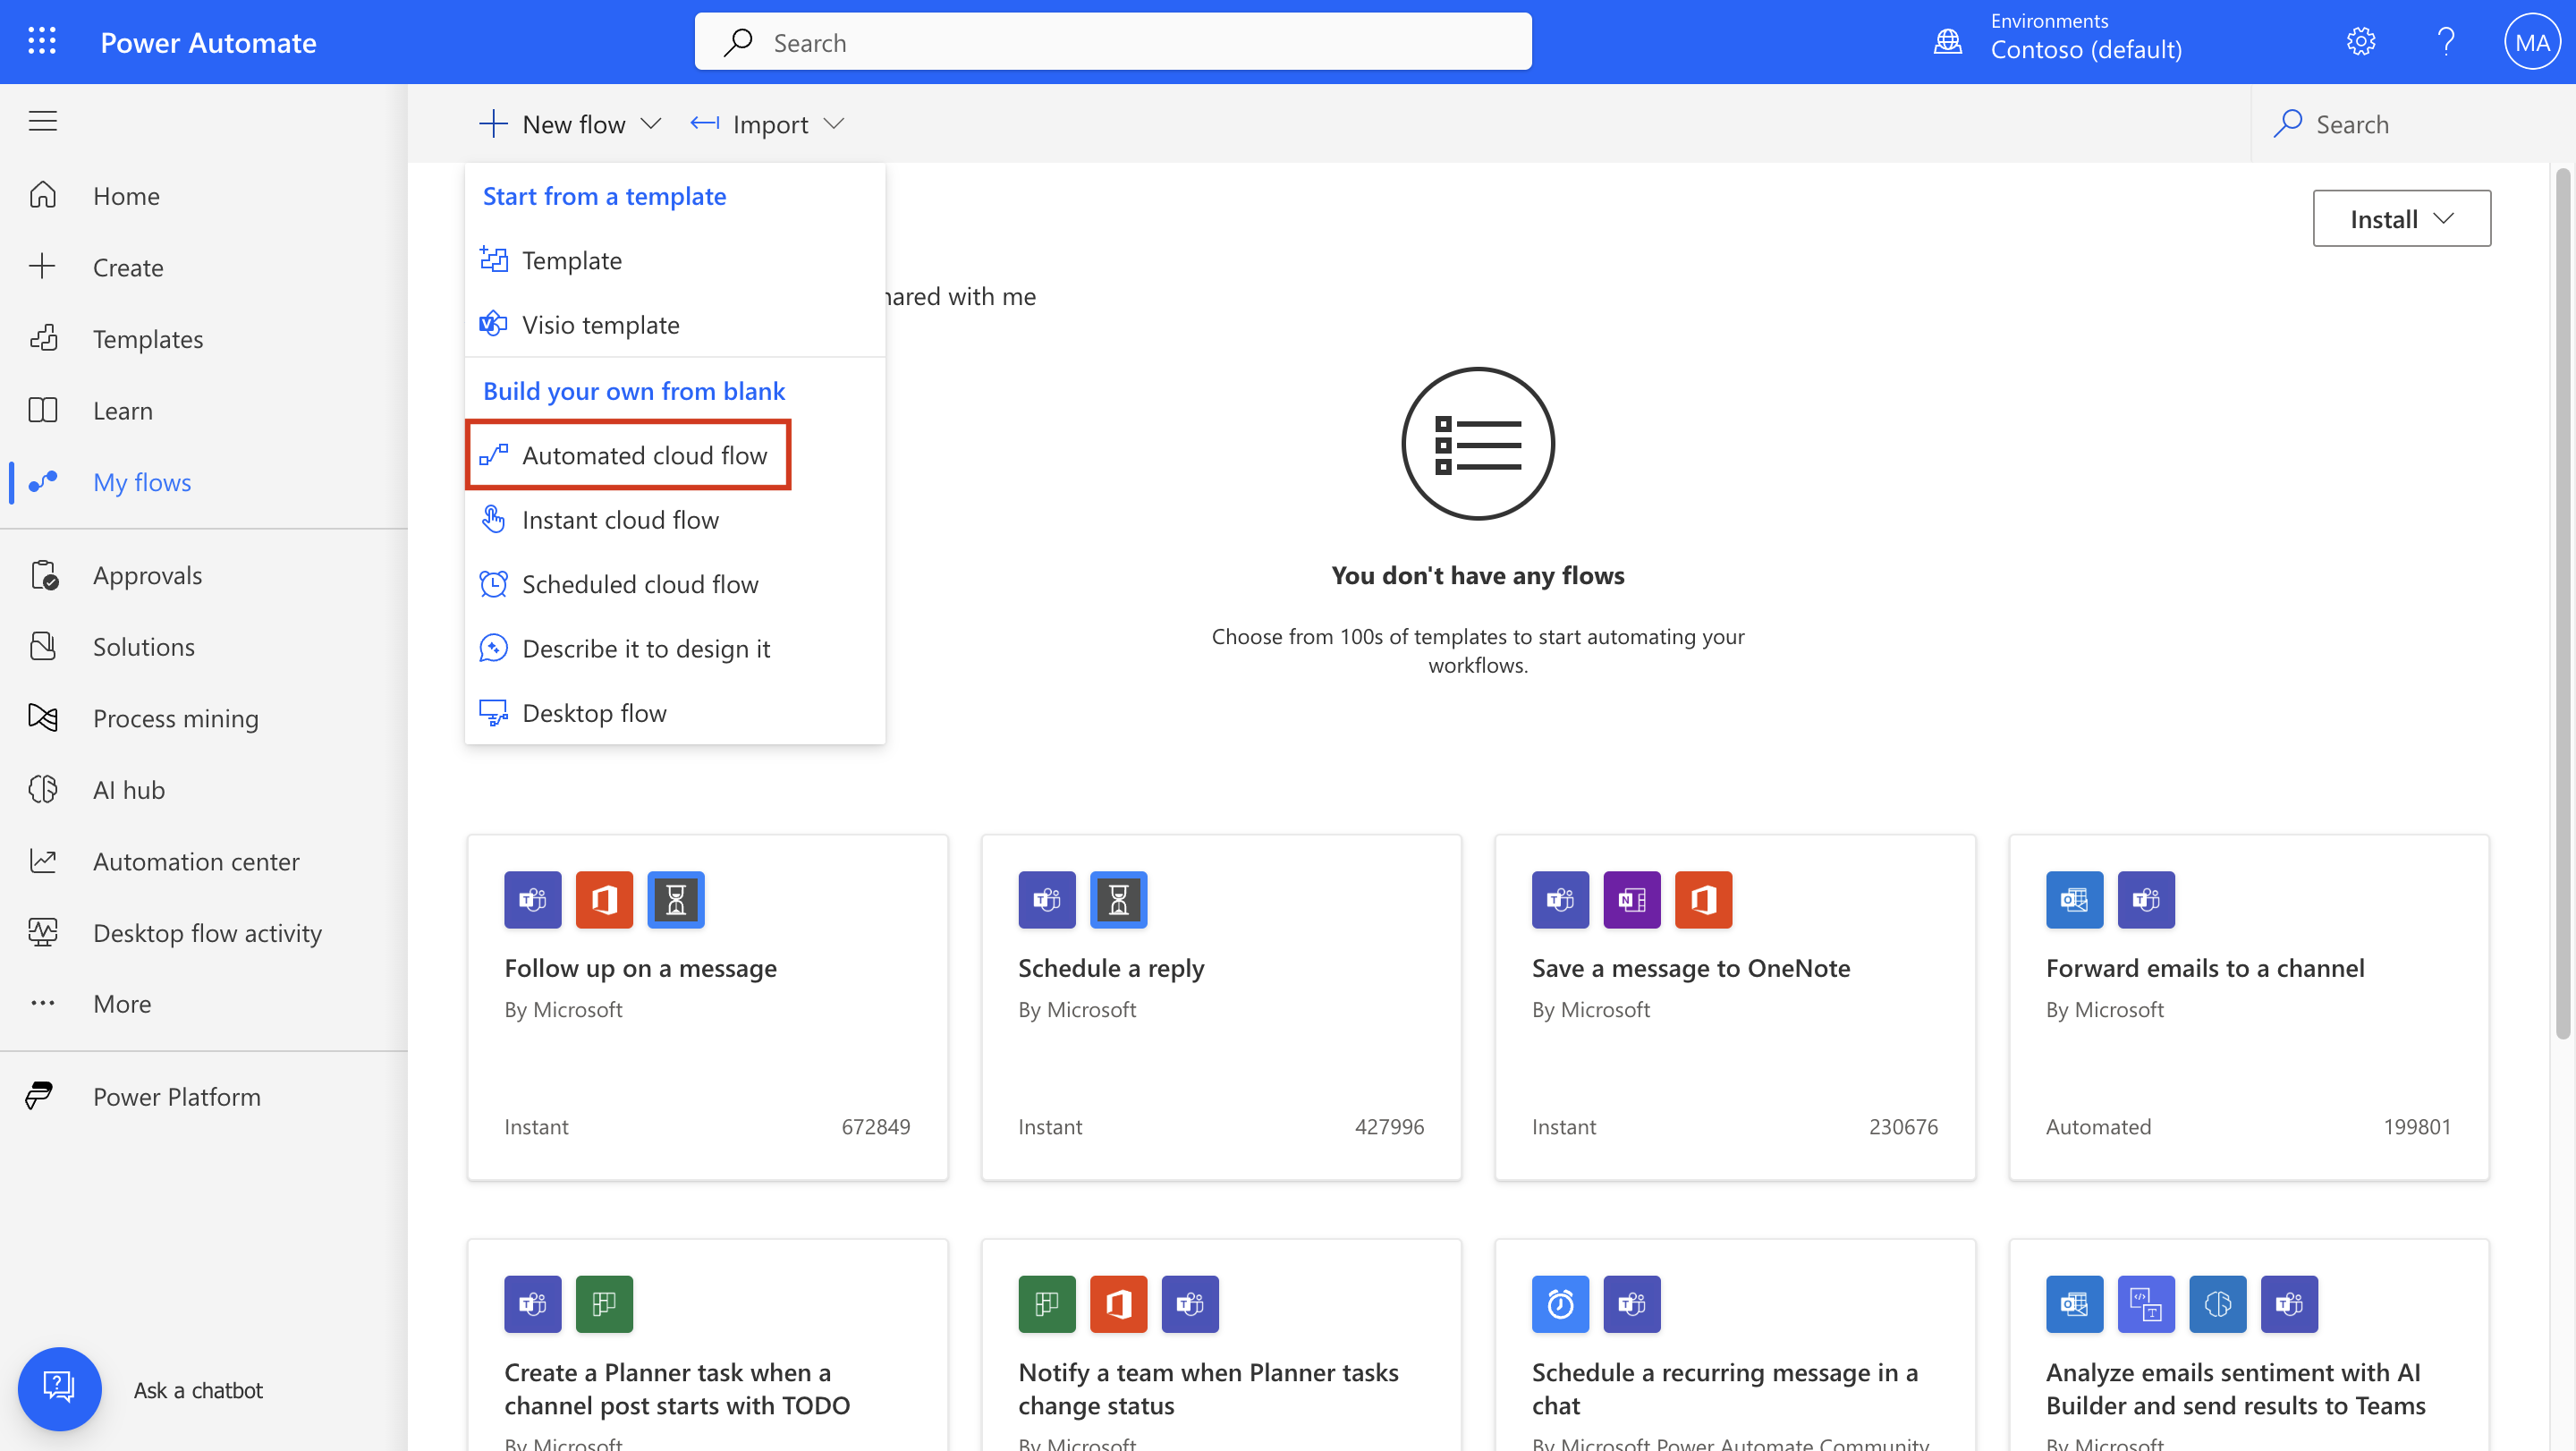 Power Automate
Search
Environments
Contoso (default)
MA
New flow
Import
Search
Home
Create
Templates
Learn
My flows
Approvals
Solutions
Process mining
AI hub
Automation center
Desktop flow activity
More
Power Platform
Ask a chatbot
Start from a template
Template
Visio template
Build your own from blank
Automated cloud flow
Instant cloud flow
Scheduled cloud flow
Describe it to design it
Desktop flow
Install
hared with me
You don't have any flows
Choose from 100s of templates to start automating your
workflows.
Follow up on a message
By Microsoft
Instant 672849
Schedule a reply
By Microsoft
Instant 427996
Save a message to OneNote
By Microsoft
Instant 230676
Forward emails to a channel
By Microsoft
Automated 199801
Create a Planner task when a
channel post starts with TODO
By Microsoft
Notify a team when Planner tasks
change status
By Microsoft
Schedule a recurring message in a
chat
By Microsoft Power Automate Community
Analyze emails sentiment with AI
Builder and send results to Teams
By Microsoft